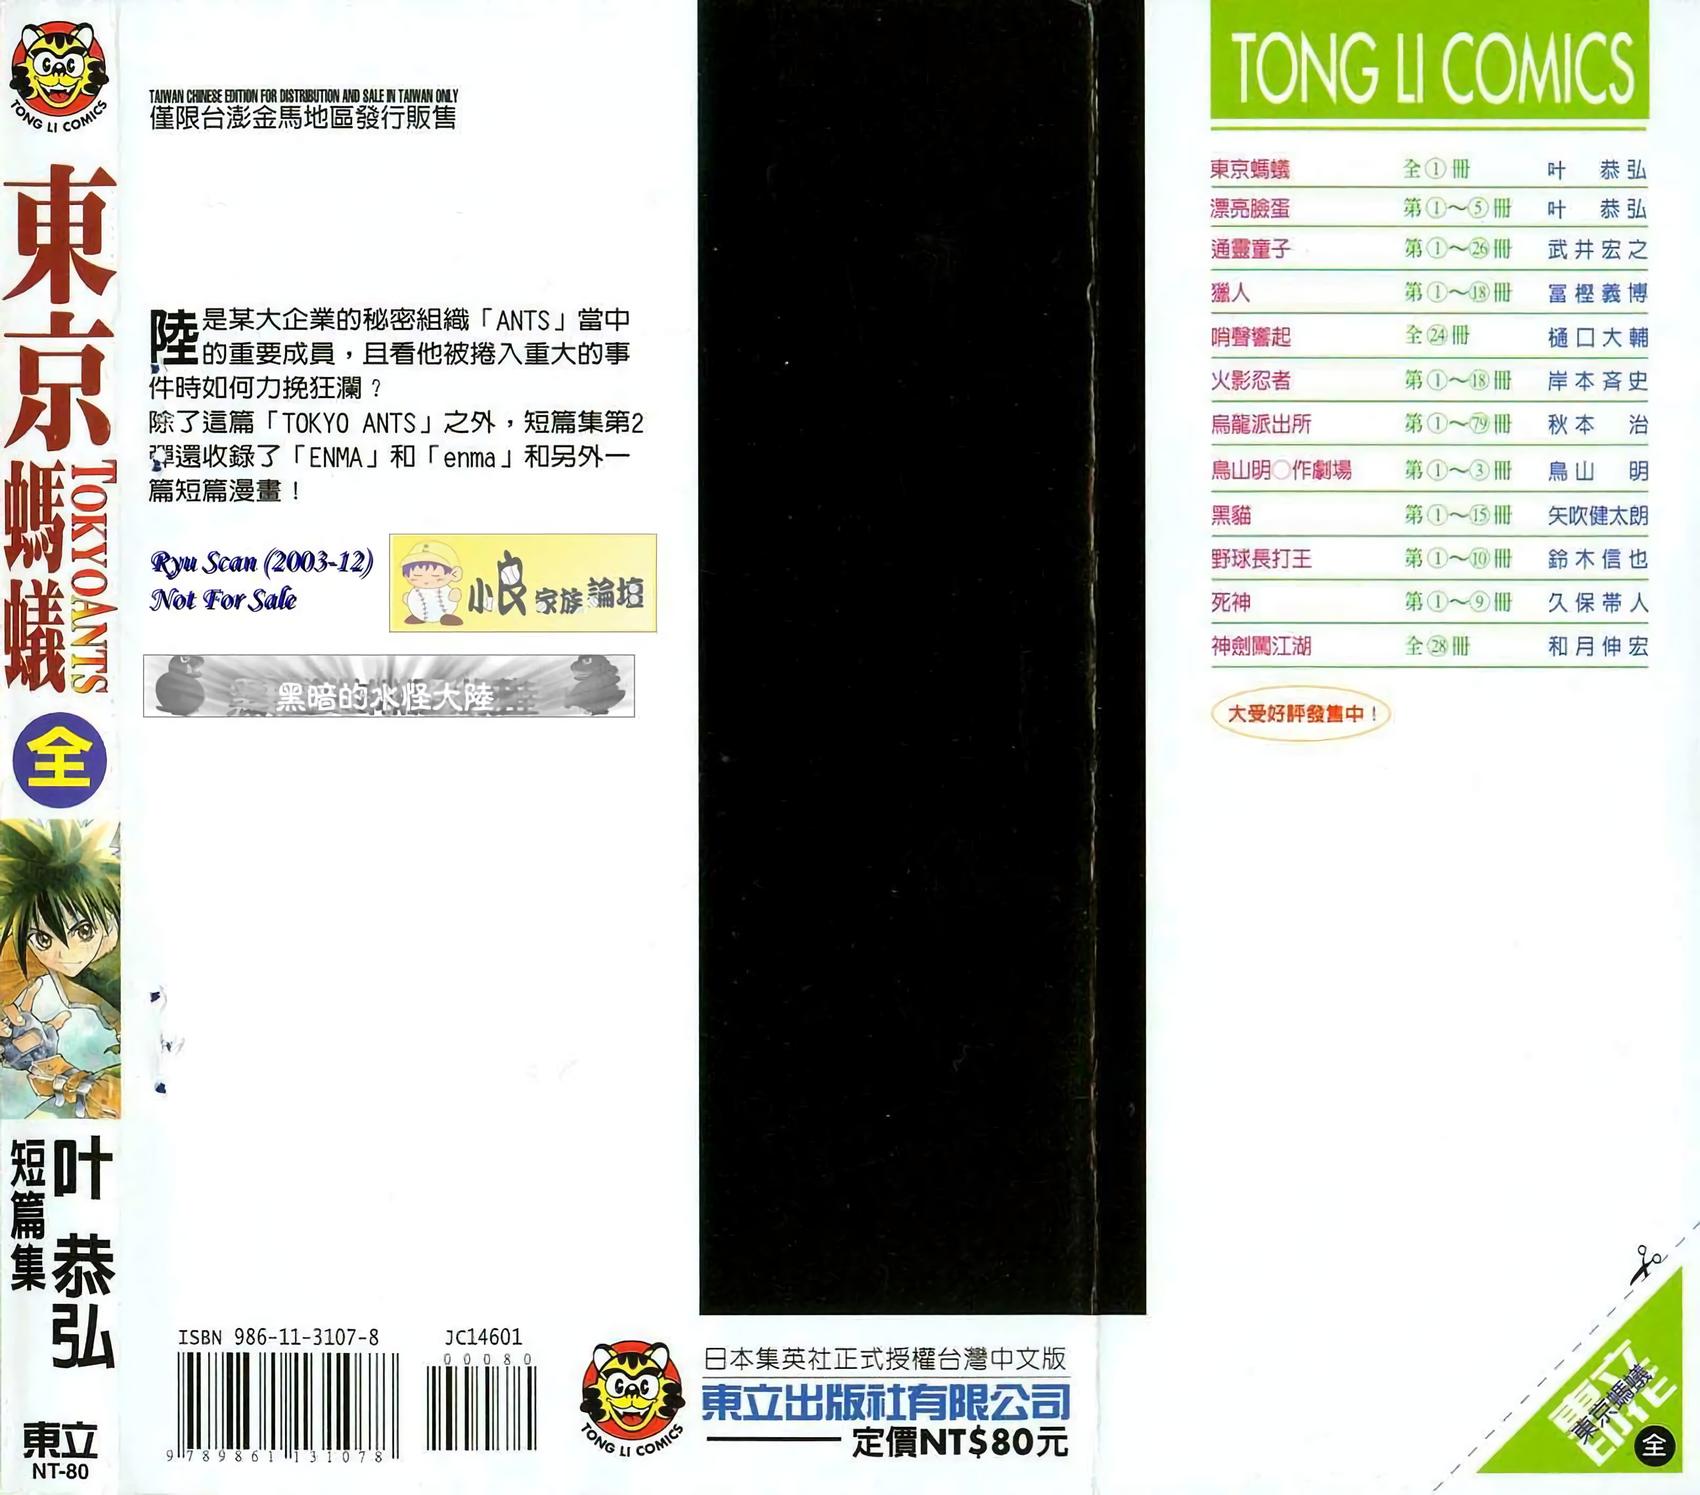 TONG LI COMICS
東京螞蟻
TOKYO ANTS
全
叶 恭弘
短篇集
東立
NT-80
TAIWAN CHINESE EDITION FOR DISTRIBUTION AND SALE IN TAIWAN ONLY
僅限台澎金馬地區發行販售
陸是某大企業的秘密組織「ANTS」當中
的重要成員，且看他被捲入重大的事
件時如何力挽狂瀾?
除了這篇「TOKYO ANTS」之外，短篇集第2
彈還收錄了「ENMA」和「enma」和另外一
篇短篇漫畫!
Ryu Scan (2003-12)
Not For Sale
小良家族論壇
黑暗的水怪大陸
ISBN 986-11-3107-8
9789861131078
JC14601
00080
TONG LI COMICS
日本集英社正式授權台灣中文版
東立出版社有限公司
定價NT$80元
TONG LI COMICS
東京螞蟻 全①冊 叶 恭弘
漂亮臉蛋 第①～⑤冊 叶 恭弘
通靈童子 第①～㉖冊 武井宏之
獵人 第①～⑱冊 冨樫義博
哨聲響起 全㉔冊 樋口大輔
火影忍者 第①～⑱冊 岸本斉史
烏龍派出所 第①～79冊 秋本 治
鳥山明○作劇場 第①～③冊 鳥山 明
黑貓 第①～⑮冊 矢吹健太朗
野球長打王 第①～⑩冊 鈴木信也
死神 第①～⑨冊 久保帯人
神劍闖江湖 全㉘冊 和月伸宏
大受好評發售中!
東立
印花
東京螞蟻
全